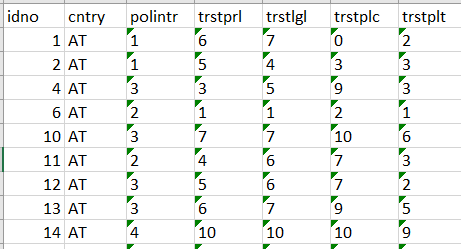 idno cntry polintr trstprl trstlgl trstplc trstplt
1 AT 1 6 7 0 2
2 AT 1 5 4 3 3
4 AT 3 3 5 9 3
6 AT 2 1 1 2 1
10 AT 3 7 7 10 6
11 AT 2 4 6 7 3
12 AT 3 5 6 7 2
13 AT 3 6 7 9 5
14 AT 4 10 10 10 9